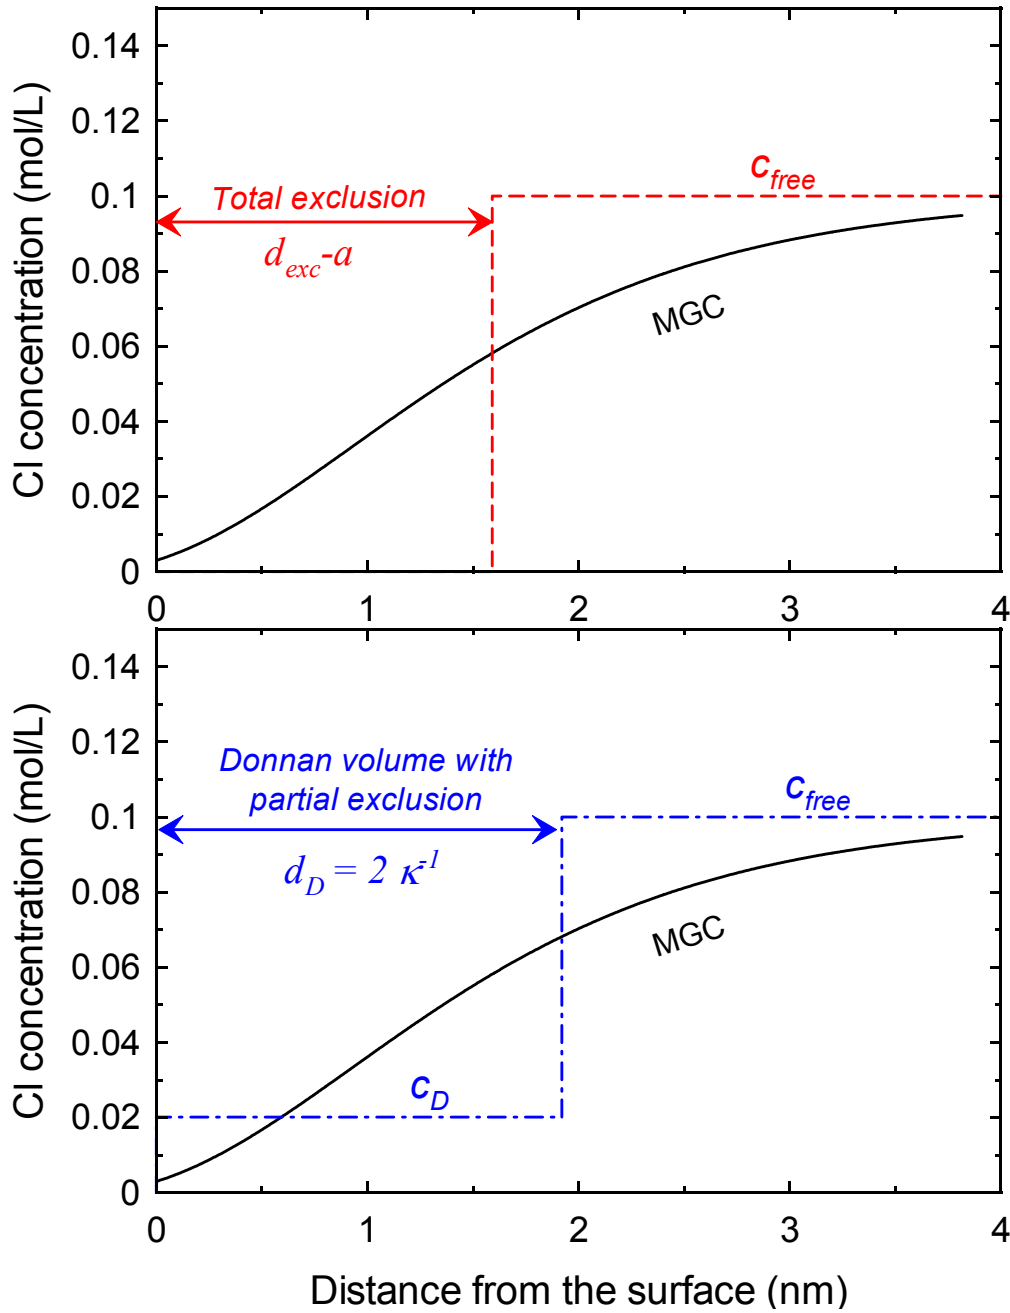 0.14
0.12
0.1
0.08
0.06
0.04
0.02
0
Cl concentration (mol/L)
Total exclusion
d_exc-a
c_free
MGC
0 1 2 3 4
0.14
0.12
0.1
0.08
0.06
0.04
0.02
0
Cl concentration (mol/L)
Donnan volume with
partial exclusion
d_D = 2 κ^-1
c_free
MGC
c_D
0 1 2 3 4
Distance from the surface (nm)